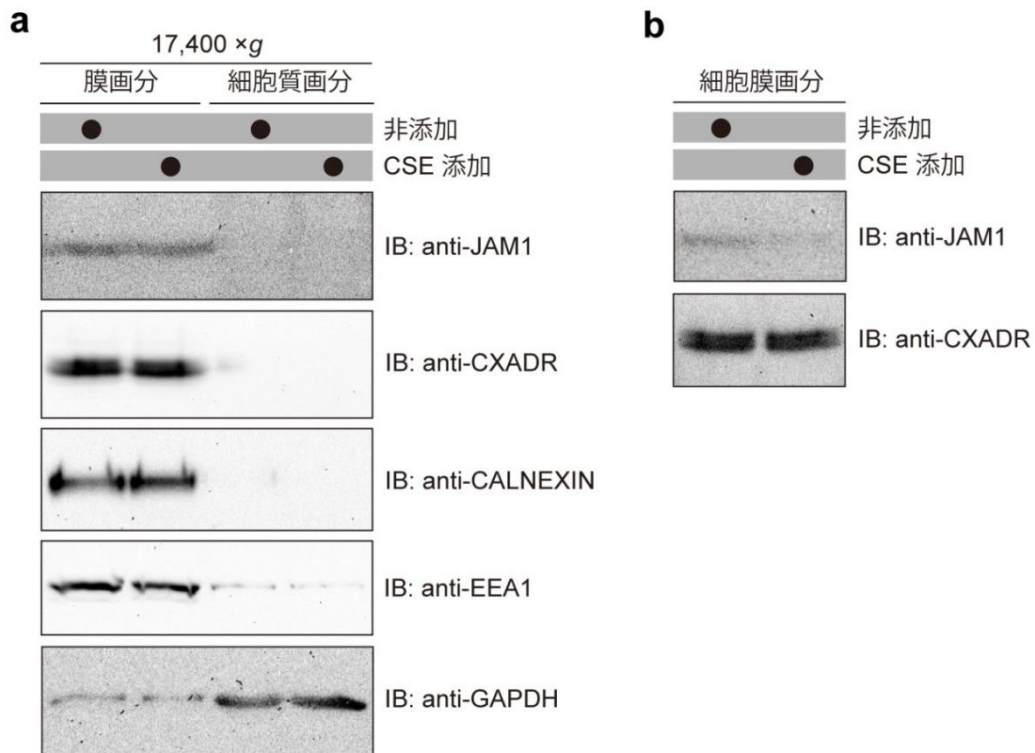 a
17,400 ×g
膜画分 細胞質画分
非添加
CSE 添加
IB: anti-JAM1
IB: anti-CXADR
IB: anti-CALNEXIN
IB: anti-EEA1
IB: anti-GAPDH
b
細胞膜画分
非添加
CSE 添加
IB: anti-JAM1
IB: anti-CXADR